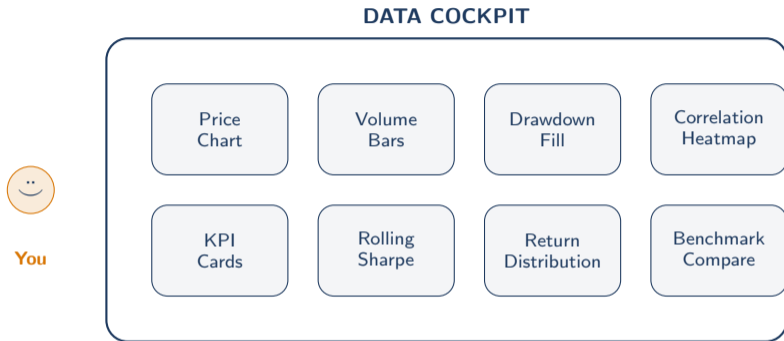 DATA COCKPIT
Price
Chart
Volume
Bars
Drawdown
Fill
Correlation
Heatmap
You
KPI
Cards
Rolling
Sharpe
Return
Distribution
Benchmark
Compare